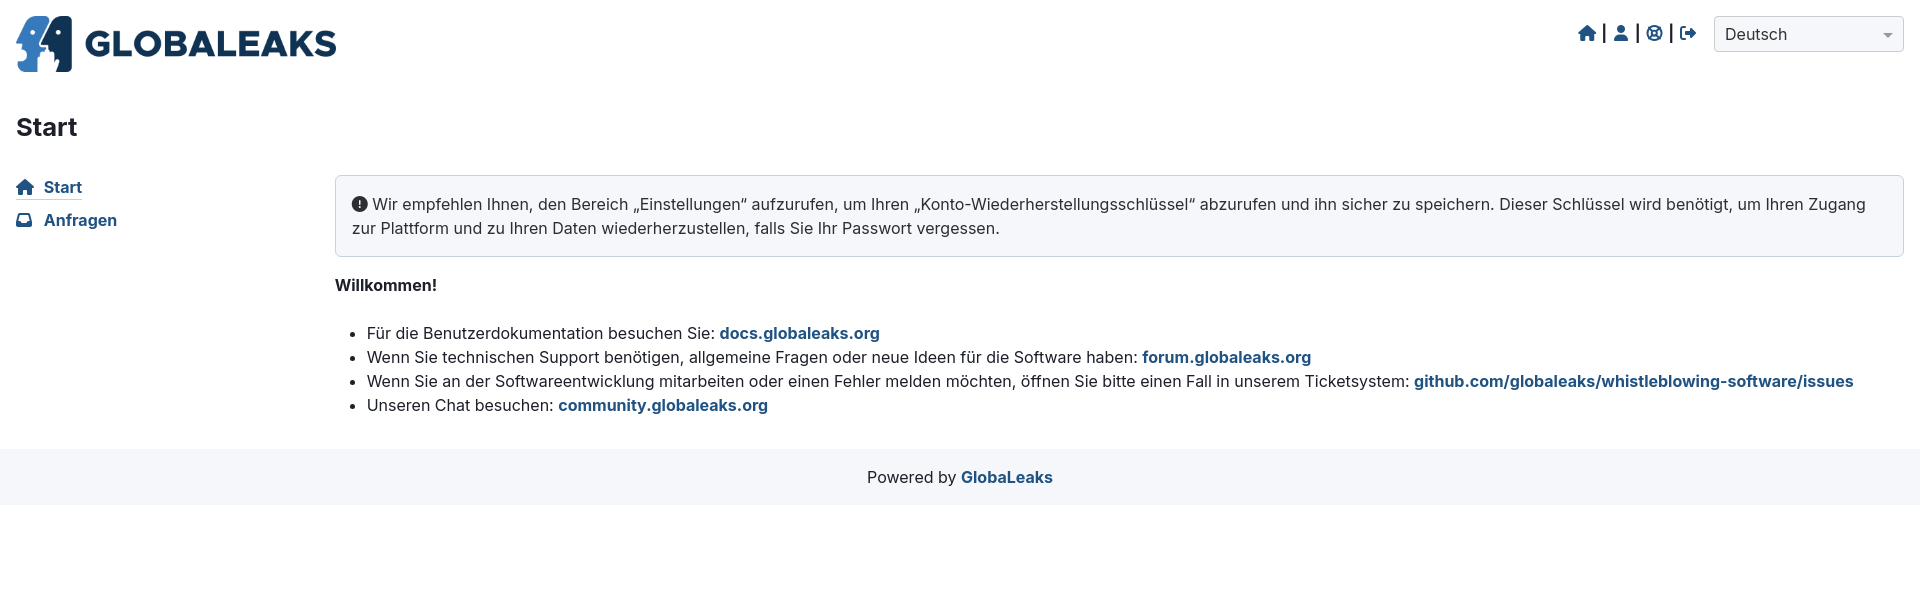 GLOBALEAKS
Deutsch
Start
Start
Anfragen
Wir empfehlen Ihnen, den Bereich „Einstellungen“ aufzurufen, um Ihren „Konto-Wiederherstellungsschlüssel“ abzurufen und ihn sicher zu speichern. Dieser Schlüssel wird benötigt, um Ihren Zugang
zur Plattform und zu Ihren Daten wiederherzustellen, falls Sie Ihr Passwort vergessen.
Willkommen!
Für die Benutzerdokumentation besuchen Sie: docs.globaleaks.org
Wenn Sie technischen Support benötigen, allgemeine Fragen oder neue Ideen für die Software haben: forum.globaleaks.org
Wenn Sie an der Softwareentwicklung mitarbeiten oder einen Fehler melden möchten, öffnen Sie bitte einen Fall in unserem Ticketsystem: github.com/globaleaks/whistleblowing-software/issues
Unseren Chat besuchen: community.globaleaks.org
Powered by GlobaLeaks